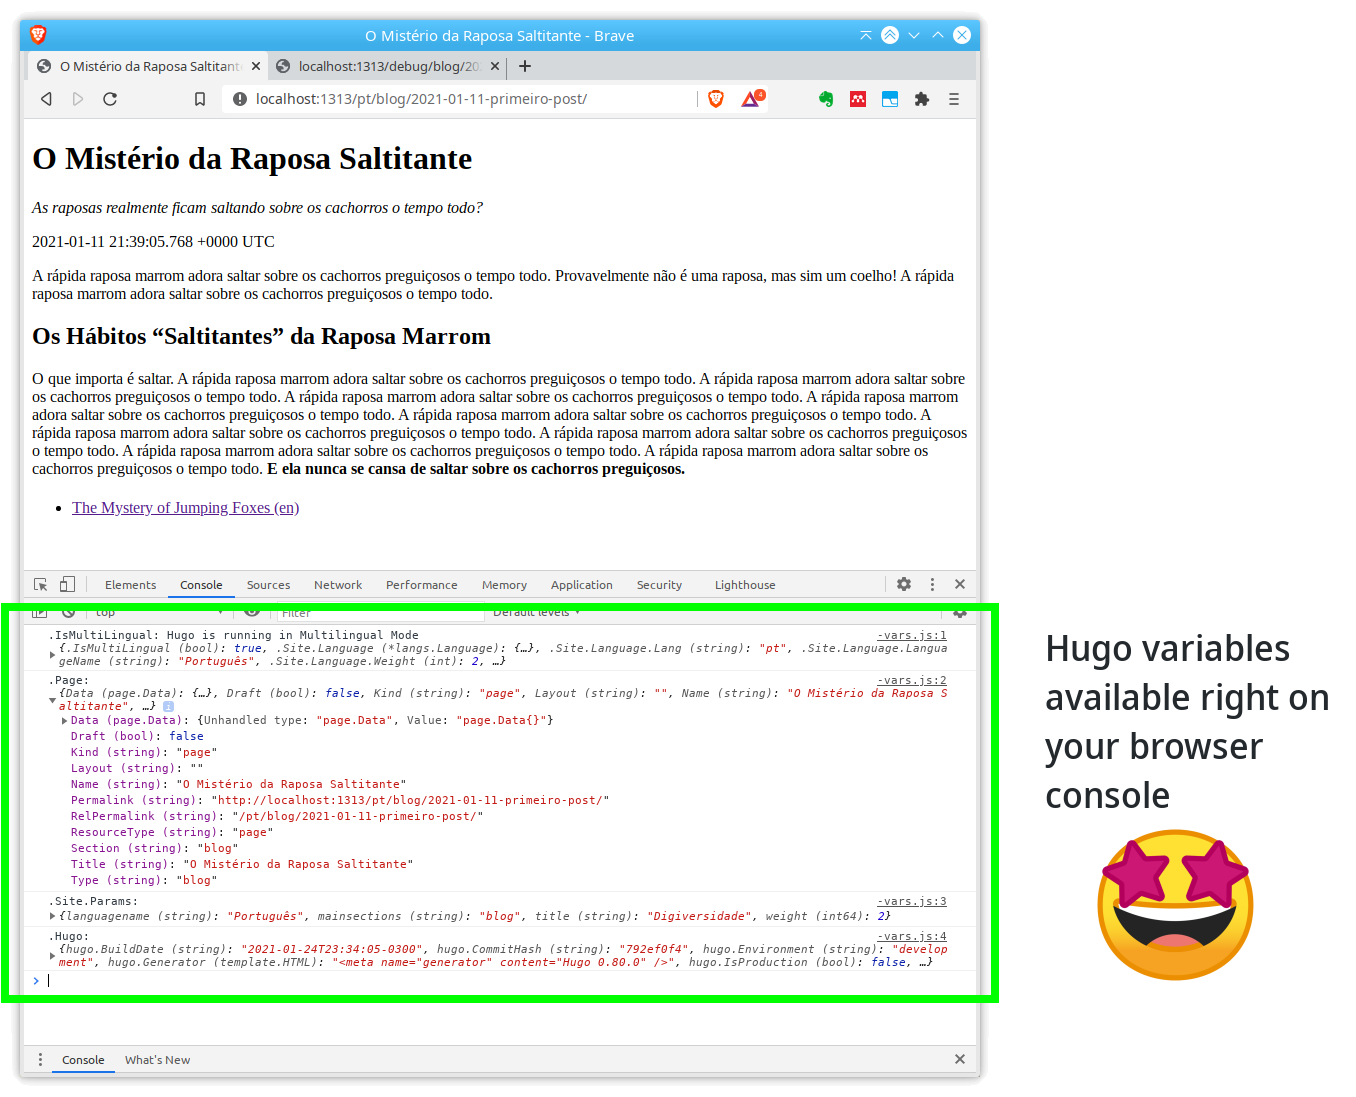 O Mistério da Raposa Saltitante - Brave
O Mistério da Raposa Saltitant
localhost:1313/debug/blog/202
localhost:1313/pt/blog/2021-01-11-primeiro-post/
4
O Mistério da Raposa Saltitante
As raposas realmente ficam saltando sobre os cachorros o tempo todo?
2021-01-11 21:39:05.768 +0000 UTC
A rápida raposa marrom adora saltar sobre os cachorros preguiçosos o tempo todo. Provavelmente não é uma raposa, mas sim um coelho! A rápida
raposa marrom adora saltar sobre os cachorros preguiçosos o tempo todo.
Os Hábitos “Saltitantes” da Raposa Marrom
O que importa é saltar. A rápida raposa marrom adora saltar sobre os cachorros preguiçosos o tempo todo. A rápida raposa marrom adora saltar sobre
os cachorros preguiçosos o tempo todo. A rápida raposa marrom adora saltar sobre os cachorros preguiçosos o tempo todo. A rápida raposa marrom
adora saltar sobre os cachorros preguiçosos o tempo todo. A rápida raposa marrom adora saltar sobre os cachorros preguiçosos o tempo todo. A
rápida raposa marrom adora saltar sobre os cachorros preguiçosos o tempo todo. A rápida raposa marrom adora saltar sobre os cachorros preguiçosos
o tempo todo. A rápida raposa marrom adora saltar sobre os cachorros preguiçosos o tempo todo. A rápida raposa marrom adora saltar sobre os
cachorros preguiçosos o tempo todo. E ela nunca se cansa de saltar sobre os cachorros preguiçosos.
The Mystery of Jumping Foxes (en)
Elements Console Sources Network Performance Memory Application Security Lighthouse
top Filter Default levels
.IsMultiLingual: Hugo is running in Multilingual Mode -vars.js:1
{.IsMultiLingual (bool): true, .Site.Language (*langs.Language): {…}, .Site.Language.Lang (string): "pt", .Site.Language.Langua
geName (string): "Português", .Site.Language.Weight (int): 2, …}
.Page: -vars.js:2
{Data (page.Data): {…}, Draft (bool): false, Kind (string): "page", Layout (string): "", Name (string): "O Mistério da Raposa S
altitante", …} i
Data (page.Data): {Unhandled type: "page.Data", Value: "page.Data{}"}
Draft (bool): false
Kind (string): "page"
Layout (string): ""
Name (string): "O Mistério da Raposa Saltitante"
Permalink (string): "http://localhost:1313/pt/blog/2021-01-11-primeiro-post/"
RelPermalink (string): "/pt/blog/2021-01-11-primeiro-post/"
ResourceType (string): "page"
Section (string): "blog"
Title (string): "O Mistério da Raposa Saltitante"
Type (string): "blog"
.Site.Params: -vars.js:3
{languagename (string): "Português", mainsections (string): "blog", title (string): "Digiversidade", weight (int64): 2}
.Hugo: -vars.js:4
{hugo.BuildDate (string): "2021-01-24T23:34:05-0300", hugo.CommitHash (string): "792ef0f4", hugo.Environment (string): "develop
ment", hugo.Generator (template.HTML): "<meta name="generator" content="Hugo 0.80.0" />", hugo.IsProduction (bool): false, …}
Console What's New
Hugo variables
available right on
your browser
console